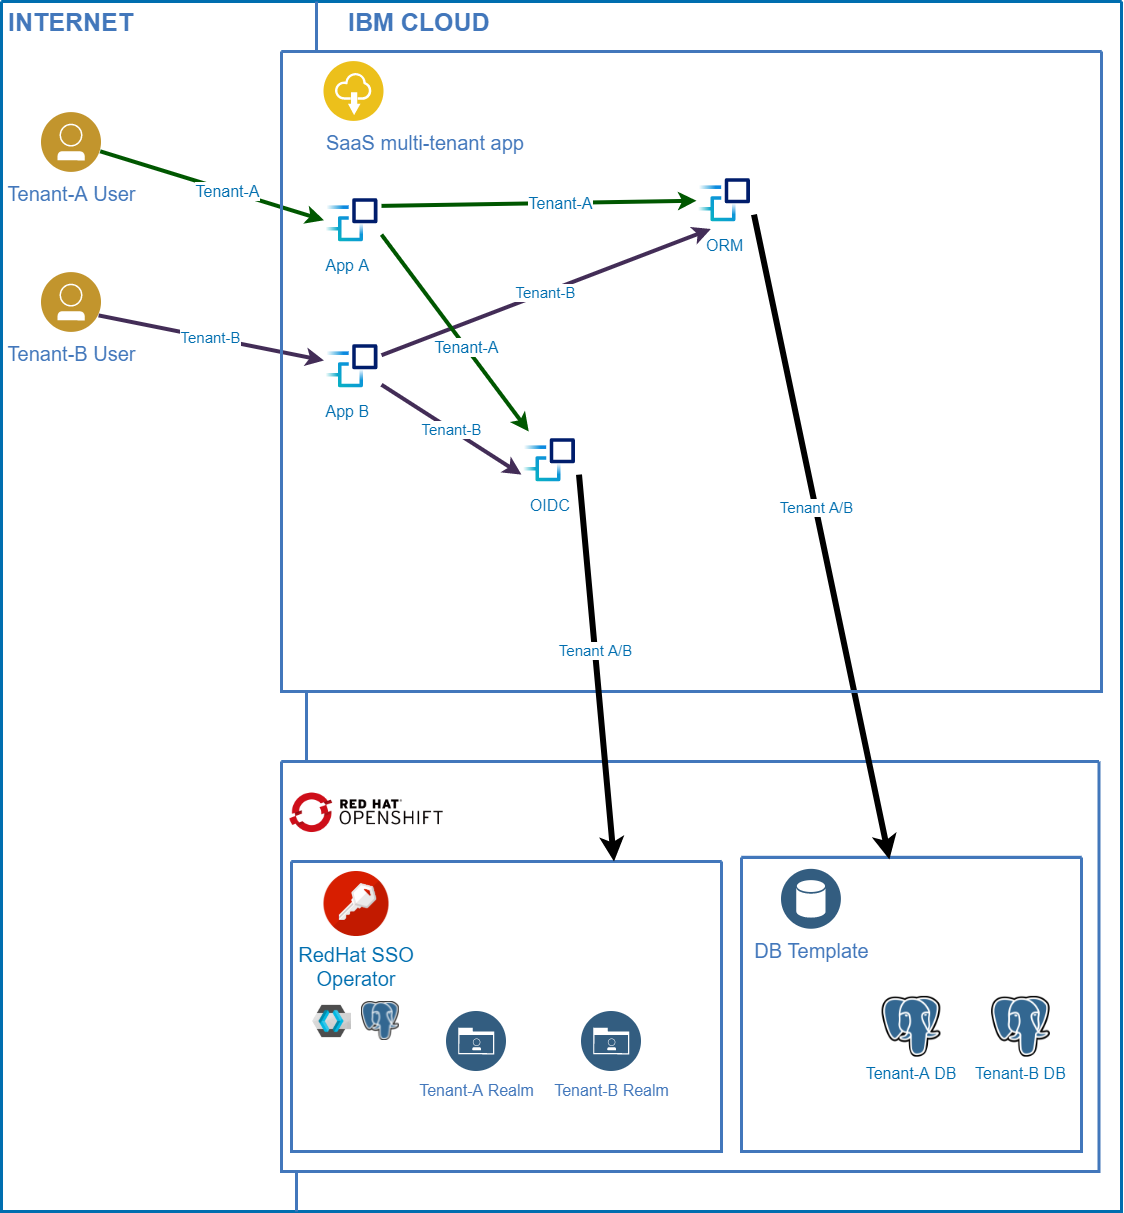 INTERNET
IBM CLOUD
SaaS multi-tenant app
Tenant-A User
Tenant-A
Tenant-A
ORM
App A
Tenant-B
Tenant-B User
Tenant-B
Tenant-A
App B
Tenant-B
OIDC
Tenant A/B
Tenant A/B
RED HAT®
OPENSHIFT
RedHat SSO
Operator
DB Template
Tenant-A Realm
Tenant-B Realm
Tenant-A DB
Tenant-B DB